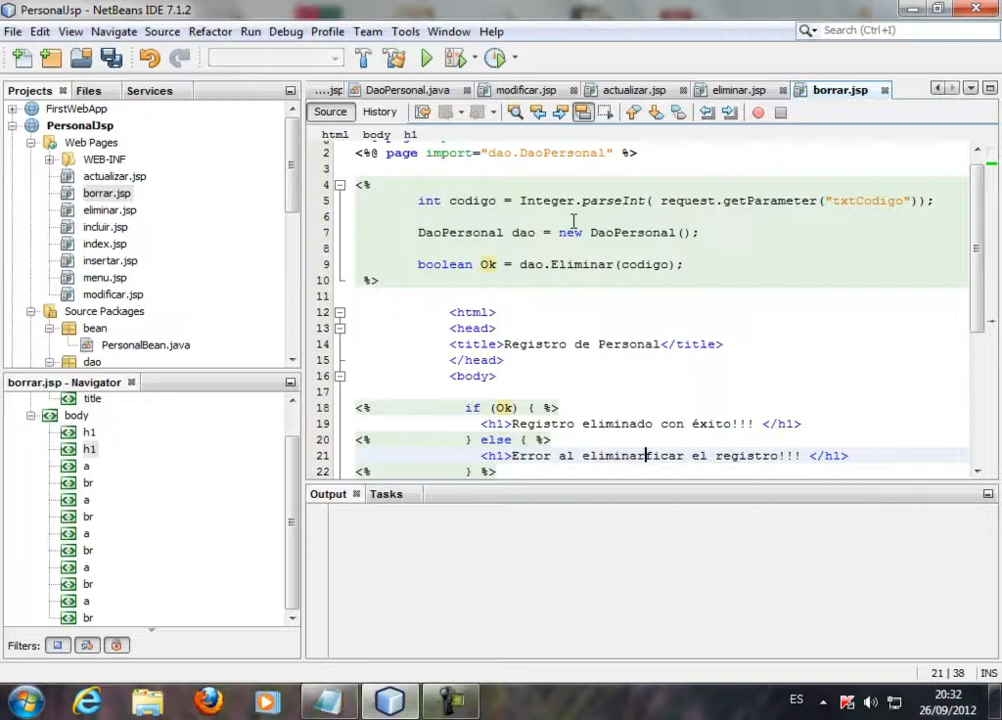 PersonalJsp - NetBeans IDE 7.1.2
File Edit View Navigate Source Refactor Run Debug Profile Team Tools Window Help
Search (Ctrl+I)
Projects Files Services
....jsp DaoPersonal.java modificar.jsp actualizar.jsp eliminar.jsp borrar.jsp
FirstWebApp
PersonalJsp
Web Pages
WEB-INF
actualizar.jsp
borrar.jsp
eliminar.jsp
incluir.jsp
index.jsp
insertar.jsp
menu.jsp
modificar.jsp
Source Packages
bean
PersonalBean.java
dao
Source History
html body h1
2 <%@ page import="dao.DaoPersonal" %>
3
4 <%
5 int codigo = Integer.parseInt( request.getParameter("txtCodigo"));
6
7 DaoPersonal dao = new DaoPersonal();
8
9 boolean Ok = dao.Eliminar(codigo);
10 %>
11
12 <html>
13 <head>
14 <title>Registro de Personal</title>
15 </head>
16 <body>
17
18 <% if (Ok) { %>
19 <h1>Registro eliminado con éxito!!! </h1>
20 <% } else { %>
21 <h1>Error al eliminarficar el registro!!! </h1>
22 <% } %>
borrar.jsp - Navigator
title
body
h1
h1
a
br
a
br
a
br
a
br
a
br
Filters:
Output Tasks
21 | 38 INS
ES
20:32
26/09/2012